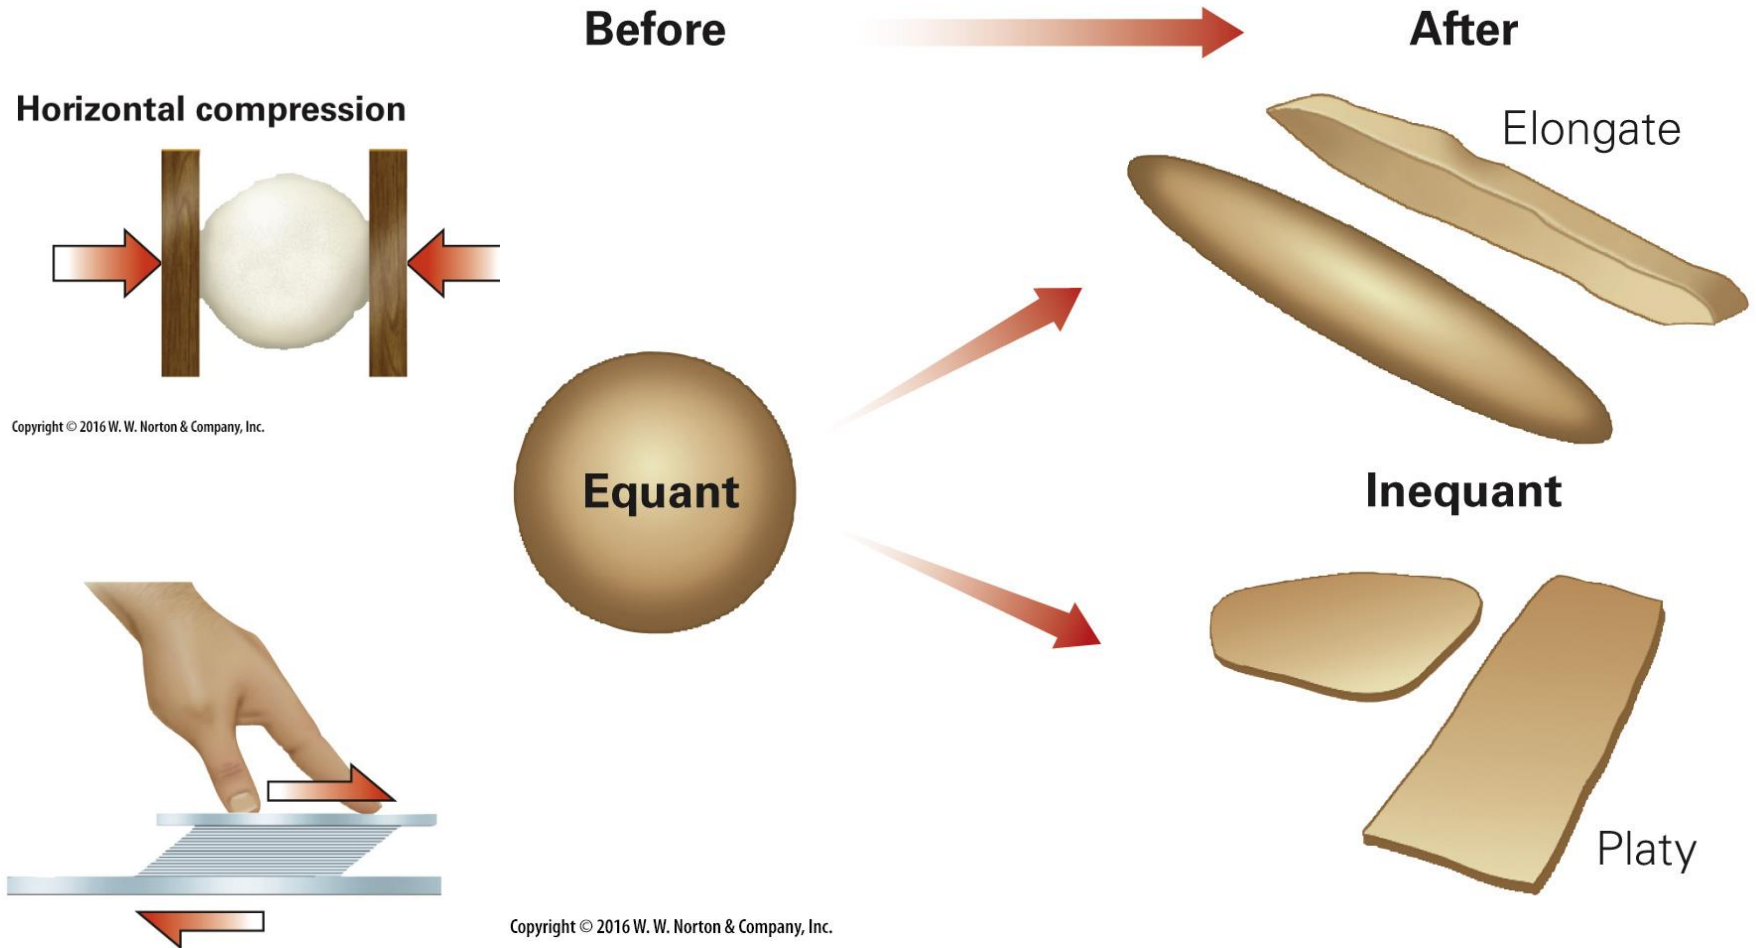 Before
After
Horizontal compression
Elongate
Copyright © 2016 W. W. Norton & Company, Inc.
Equant
Inequant
Platy
Copyright © 2016 W. W. Norton & Company, Inc.